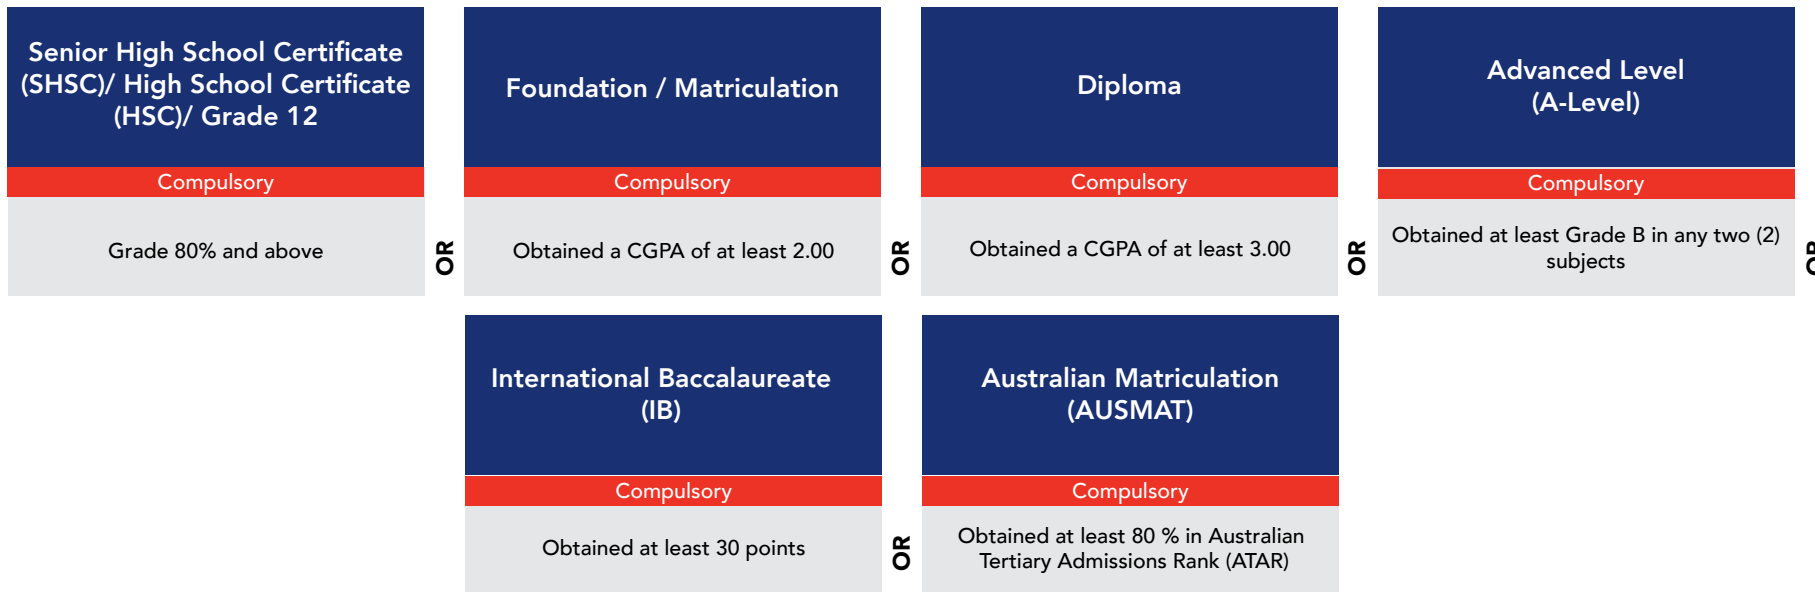 Senior High School Certificate
(SHSC)/ High School Certificate
(HSC)/ Grade 12
Compulsory
Grade 80% and above
OR
Foundation / Matriculation
Compulsory
Obtained a CGPA of at least 2.00
OR
Diploma
Compulsory
Obtained a CGPA of at least 3.00
OR
Advanced Level
(A-Level)
Compulsory
Obtained at least Grade B in any two (2)
subjects
OR
International Baccalaureate
(IB)
Compulsory
Obtained at least 30 points
OR
Australian Matriculation
(AUSMAT)
Compulsory
Obtained at least 80 % in Australian
Tertiary Admissions Rank (ATAR)